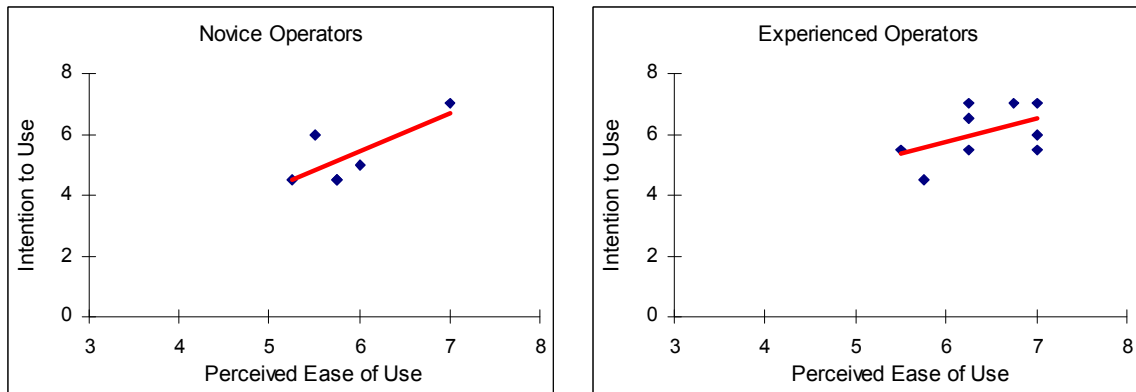 Novice Operators
8
6
4
2
0
3 4 5 6 7 8
Intention to Use
Perceived Ease of Use
Experienced Operators
8
6
4
2
0
3 4 5 6 7 8
Intention to Use
Perceived Ease of Use